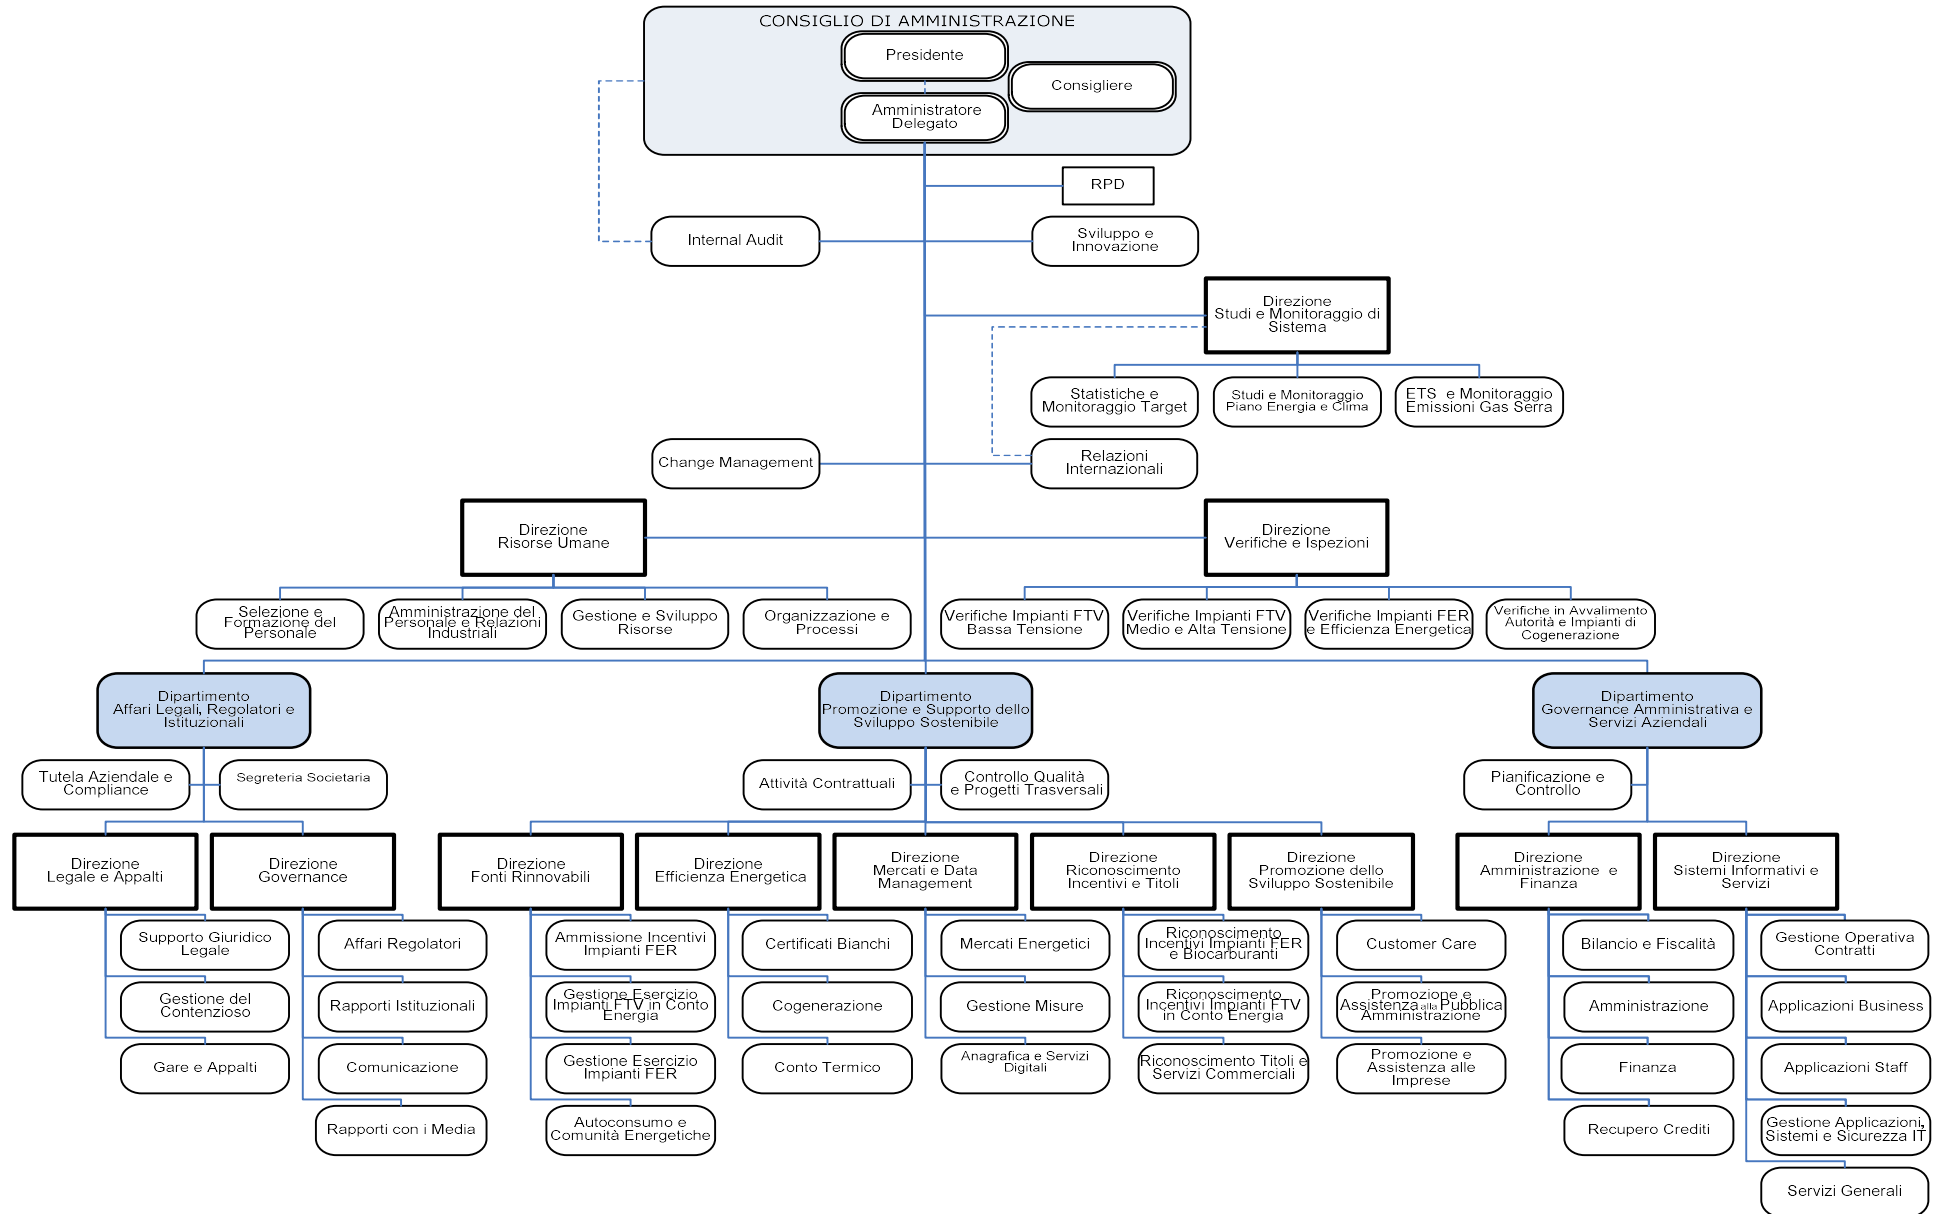 CONSIGLIO DI AMMINISTRAZIONE
Presidente
Consigliere
Amministratore
Delegato
RPD
Internal Audit
Sviluppo e
Innovazione
Direzione
Studi e Monitoraggio di
Sistema
Statistiche e
Monitoraggio Target
Studi e Monitoraggio
Piano Energia e Clima
ETS e Monitoraggio
Emissioni Gas Serra
Change Management
Relazioni
Internazionali
Direzione
Risorse Umane
Direzione
Verifiche e Ispezioni
Selezione e
Formazione del
Personale
Amministrazione del
Personale e Relazioni
Industriali
Gestione e Sviluppo
Risorse
Organizzazione e
Processi
Verifiche Impianti FTV
Bassa Tensione
Verifiche Impianti FTV
Medio e Alta Tensione
Verifiche Impianti FER
e Efficienza Energetica
Verifiche in Avvalimento
Autorità e Impianti di
Cogenerazione
Dipartimento
Affari Legali, Regolatori e
Istituzionali
Dipartimento
Promozione e Supporto dello
Sviluppo Sostenibile
Dipartimento
Governance Amministrativa e
Servizi Aziendali
Tutela Aziendale e
Compliance
Segreteria Societaria
Attività Contrattuali
Controllo Qualità
e Progetti Trasversali
Pianificazione e
Controllo
Direzione
Legale e Appalti
Direzione
Governance
Direzione
Fonti Rinnovabili
Direzione
Efficienza Energetica
Direzione
Mercati e Data
Management
Direzione
Riconoscimento
Incentivi e Titoli
Direzione
Promozione dello
Sviluppo Sostenibile
Direzione
Amministrazione e
Finanza
Direzione
Sistemi Informativi e
Servizi
Supporto Giuridico
Legale
Affari Regolatori
Ammissione Incentivi
Impianti FER
Certificati Bianchi
Mercati Energetici
Riconoscimento
Incentivi Impianti FER
e Biocarburanti
Customer Care
Bilancio e Fiscalità
Gestione Operativa
Contratti
Gestione del
Contenzioso
Rapporti Istituzionali
Gestione Esercizio
Impianti FTV in Conto
Energia
Cogenerazione
Gestione Misure
Riconoscimento
Incentivi Impianti FTV
in Conto Energia
Promozione e
Assistenza alla Pubblica
Amministrazione
Amministrazione
Applicazioni Business
Gare e Appalti
Comunicazione
Gestione Esercizio
Impianti FER
Conto Termico
Anagrafica e Servizi
Digitali
Riconoscimento Titoli e
Servizi Commerciali
Promozione e
Assistenza alle
Imprese
Finanza
Applicazioni Staff
Rapporti con i Media
Autoconsumo e
Comunità Energetiche
Recupero Crediti
Gestione Applicazioni,
Sistemi e Sicurezza IT
Servizi Generali